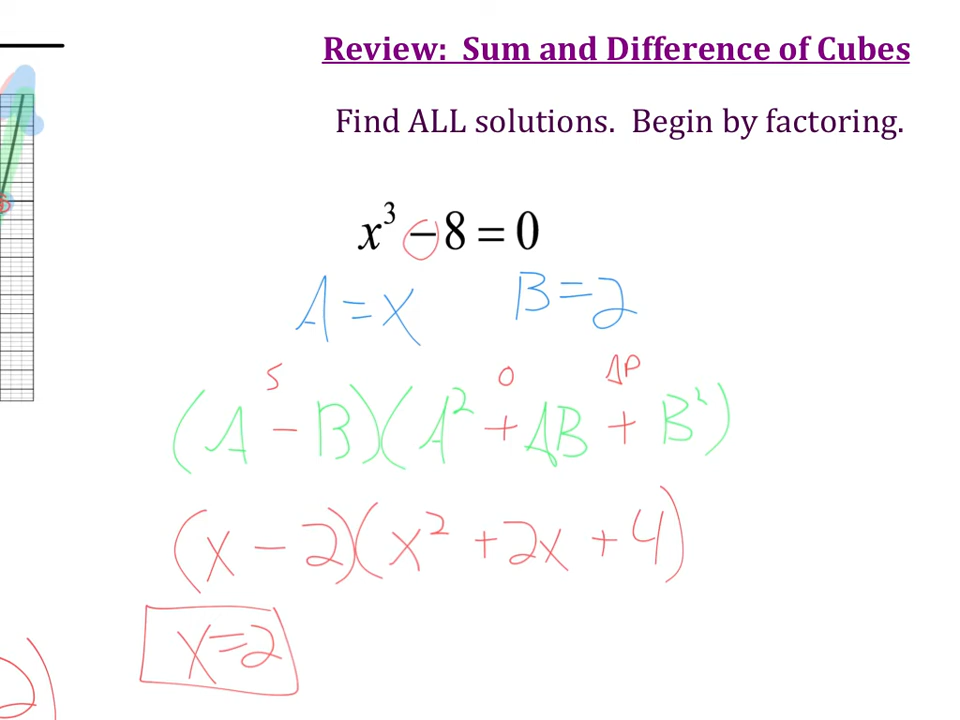 Review: Sum and Difference of Cubes
Find ALL solutions. Begin by factoring.
x³ − 8 = 0
A = x B = 2
S O AP
(A − B)(A² + AB + B²)
(x − 2)(x² + 2x + 4)
x = 2
2)